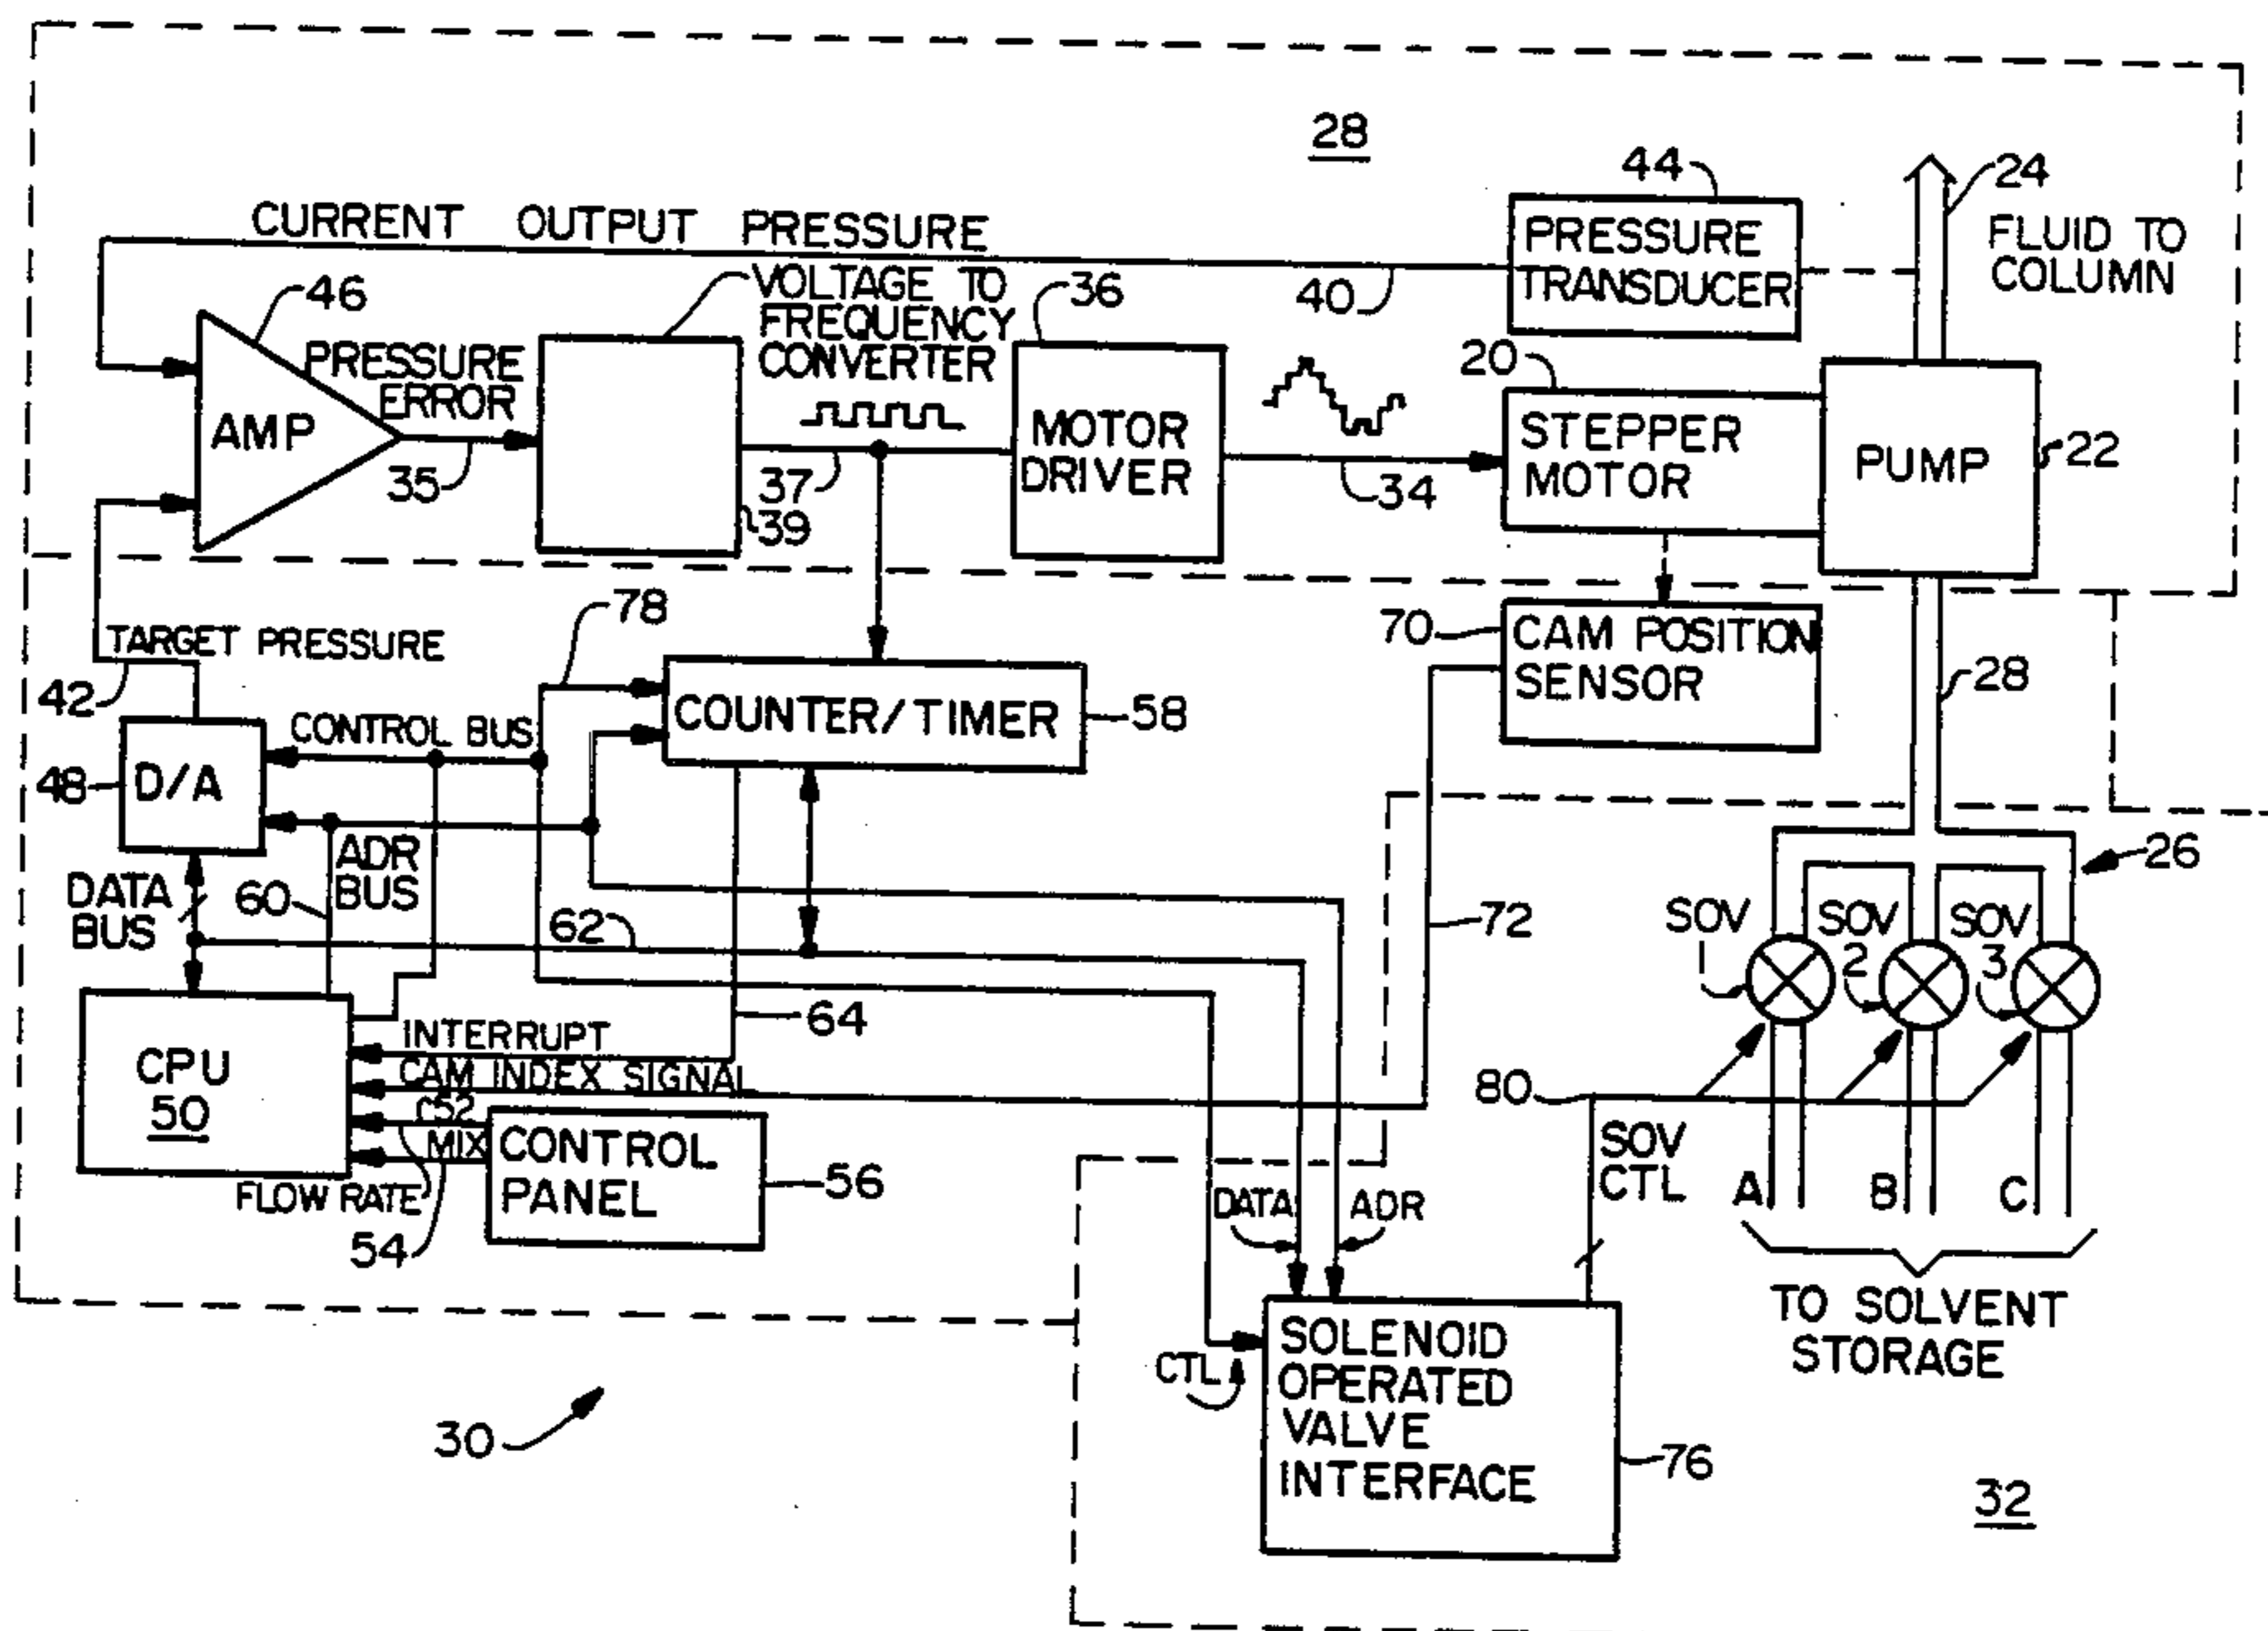 28
44
24
CURRENT OUTPUT PRESSURE
PRESSURE
TRANSDUCER
FLUID TO
COLUMN
40
46
VOLTAGE TO
FREQUENCY
CONVERTER
36
20
PRESSURE
ERROR
AMP
35
37
39
MOTOR
DRIVER
34
STEPPER
MOTOR
PUMP
22
78
TARGET PRESSURE
42
CONTROL BUS
COUNTER/TIMER
58
70
CAM POSITION
SENSOR
28
48
D/A
ADR
BUS
DATA
BUS
60
62
72
26
SOV
1
SOV
2
SOV
3
64
CPU
50
INTERRUPT
CAM INDEX SIGNAL
52
MIX
FLOW RATE
54
CONTROL
PANEL
56
80
SOV
CTL
A
B
C
DATA
ADR
TO SOLVENT
STORAGE
CTL
SOLENOID
OPERATED
VALVE
INTERFACE
76
30
32